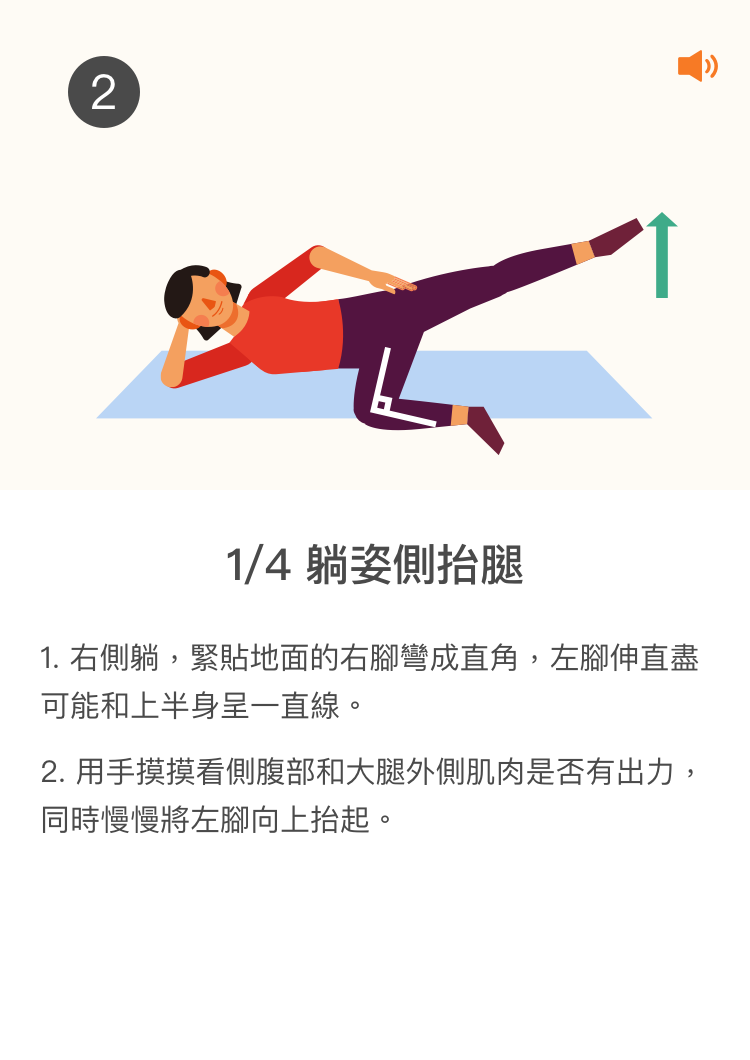 2
1/4 躺姿側抬腿
1. 右側躺，緊貼地面的右腳彎成直角，左腳伸直盡
可能和上半身呈一直線。
2. 用手摸摸看側腹部和大腿外側肌肉是否有出力，
同時慢慢將左腳向上抬起。